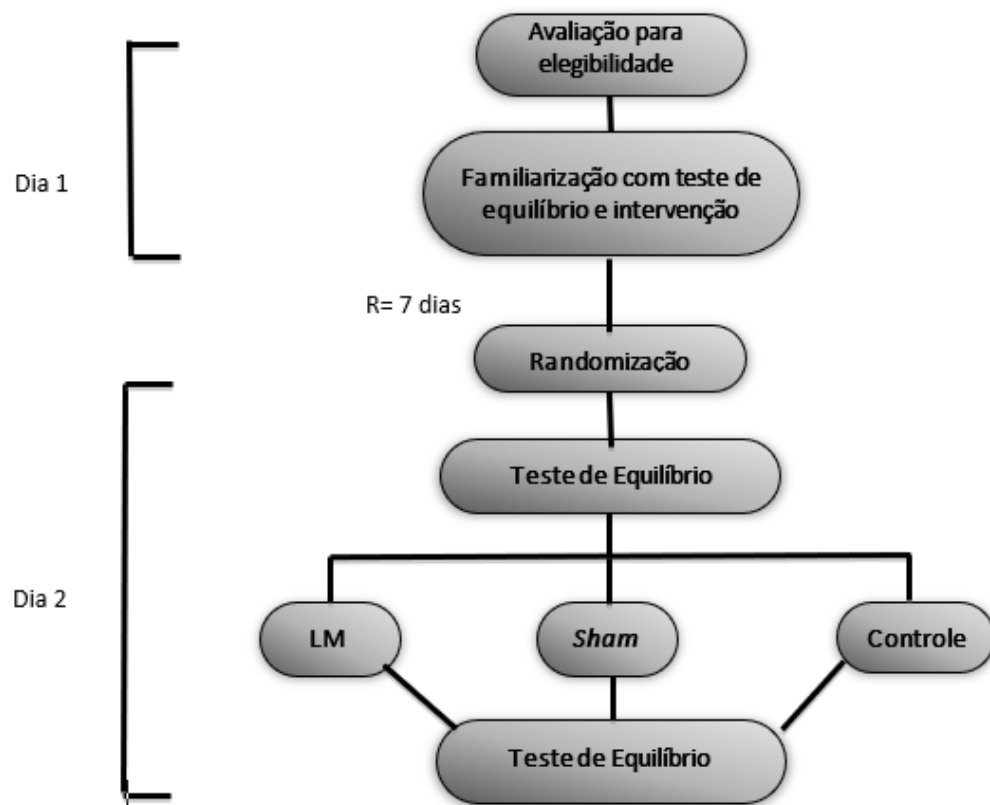 Avaliação para
elegibilidade
Dia 1
Familiarização com teste de
equilíbrio e intervenção
R= 7 dias
Randomização
Teste de Equilíbrio
Dia 2
LM
Sham
Controle
Teste de Equilíbrio